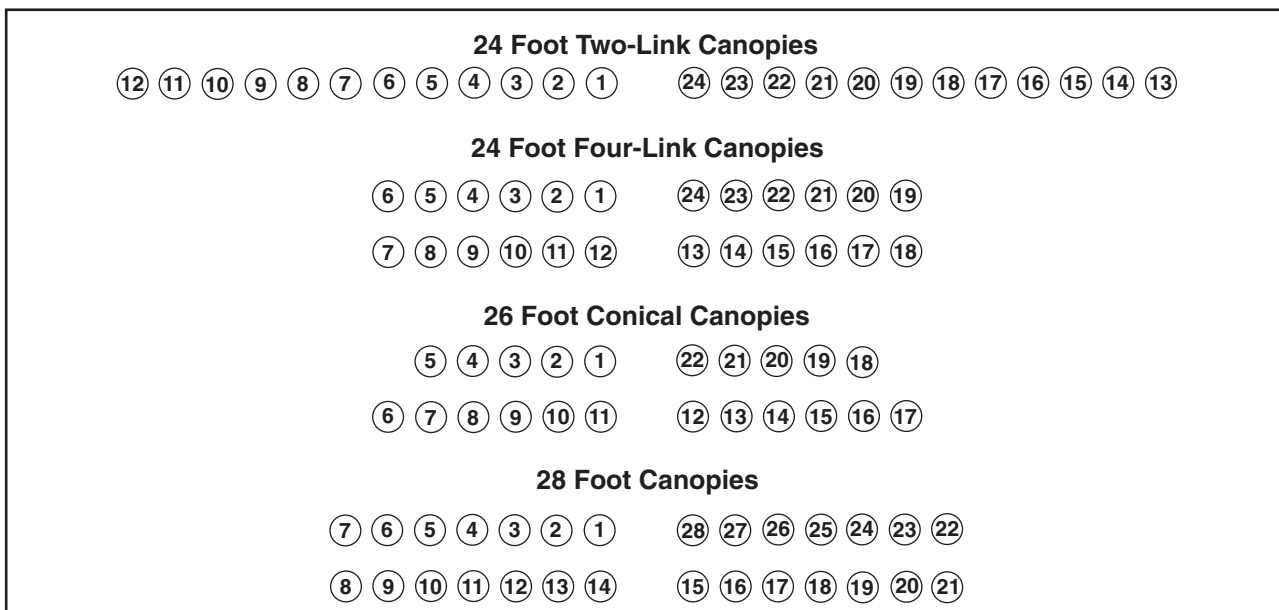 24 Foot Two-Link Canopies
12 11 10 9 8 7 6 5 4 3 2 1 24 23 22 21 20 19 18 17 16 15 14 13
24 Foot Four-Link Canopies
6 5 4 3 2 1 24 23 22 21 20 19
7 8 9 10 11 12 13 14 15 16 17 18
26 Foot Conical Canopies
5 4 3 2 1 22 21 20 19 18
6 7 8 9 10 11 12 13 14 15 16 17
28 Foot Canopies
7 6 5 4 3 2 1 28 27 26 25 24 23 22
8 9 10 11 12 13 14 15 16 17 18 19 20 21